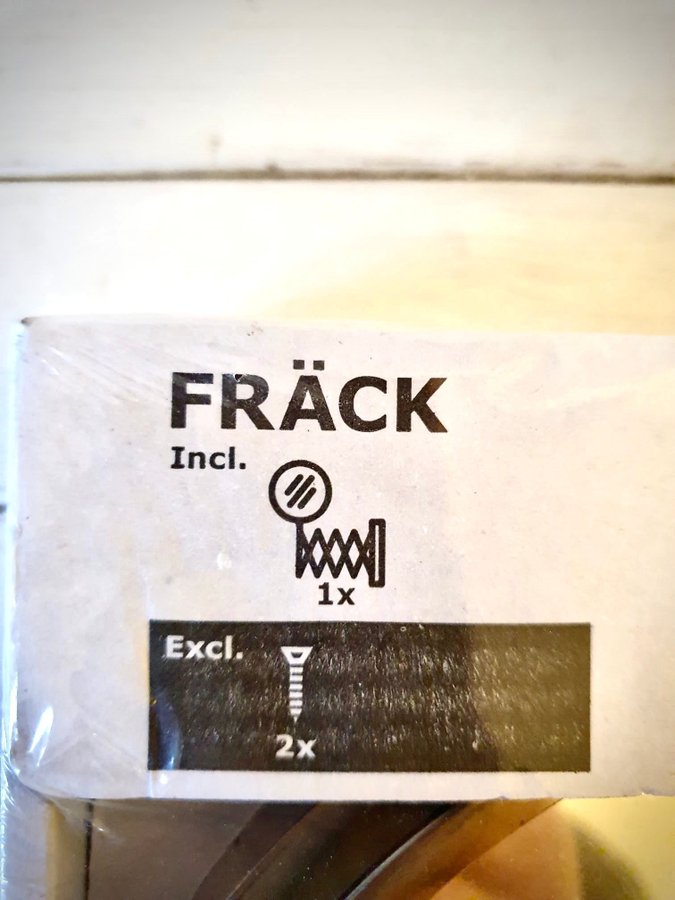 FRÄCK
Incl.
1x
Excl.
2x